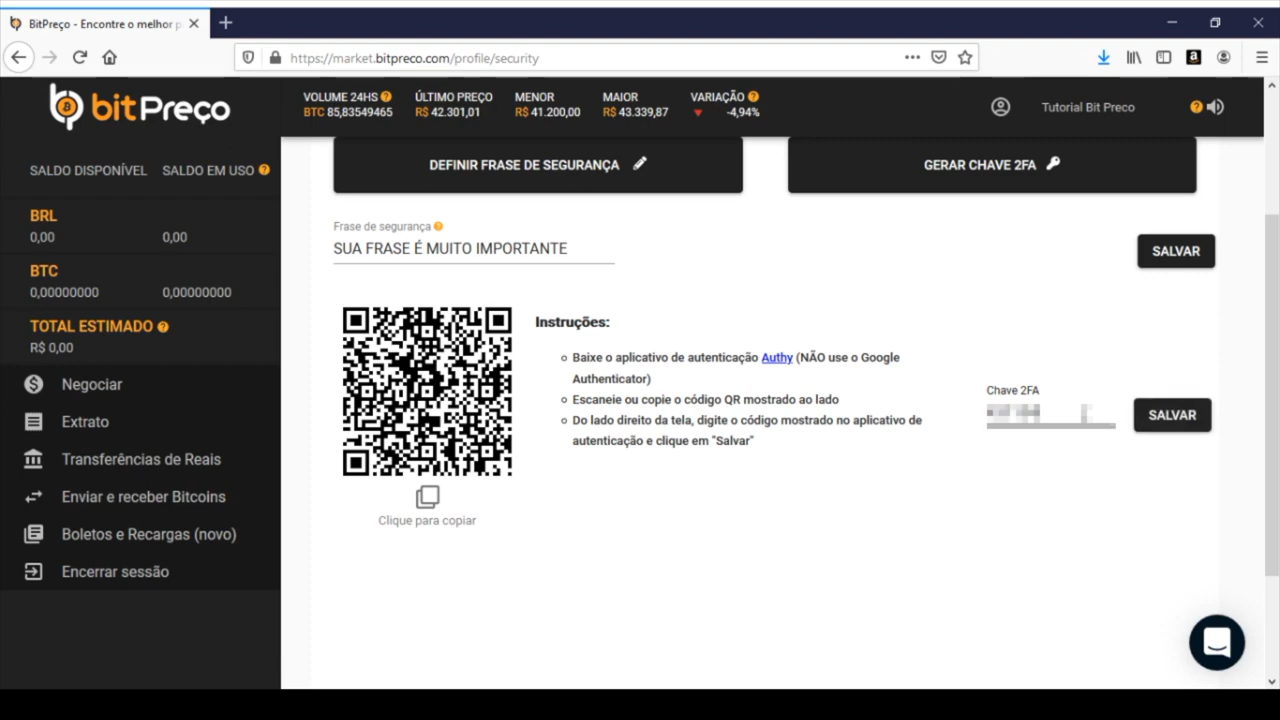 BitPreço - Encontre o melhor p
https://market.bitpreco.com/profile/security
bitPreço
VOLUME 24HS ÚLTIMO PREÇO MENOR MAIOR VARIAÇÃO
BTC 85,83549465 R$ 42.301,01 R$ 41.200,00 R$ 43.339,87 -4,94%
Tutorial Bit Preco
SALDO DISPONÍVEL SALDO EM USO
BRL
0,00 0,00
BTC
0,00000000 0,00000000
TOTAL ESTIMADO
R$ 0,00
Negociar
Extrato
Transferências de Reais
Enviar e receber Bitcoins
Boletos e Recargas (novo)
Encerrar sessão
DEFINIR FRASE DE SEGURANÇA
GERAR CHAVE 2FA
Frase de segurança
SUA FRASE É MUITO IMPORTANTE
SALVAR
Instruções:
Baixe o aplicativo de autenticação Authy (NÃO use o Google
Authenticator)
Escaneie ou copie o código QR mostrado ao lado
Do lado direito da tela, digite o código mostrado no aplicativo de
autenticação e clique em "Salvar"
Chave 2FA
SALVAR
Clique para copiar